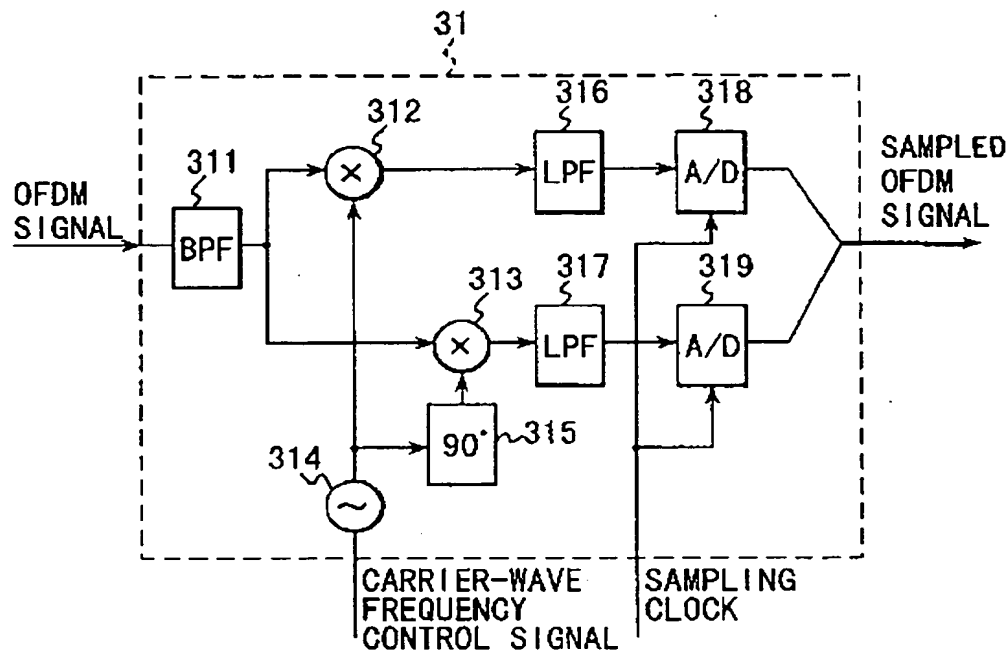 31
312
316
318
311
OFDM
SIGNAL
BPF
×
LPF
A/D
SAMPLED
OFDM
SIGNAL
313
317
319
×
LPF
A/D
314
90°
315
~
CARRIER-WAVE
FREQUENCY
CONTROL SIGNAL
SAMPLING
CLOCK